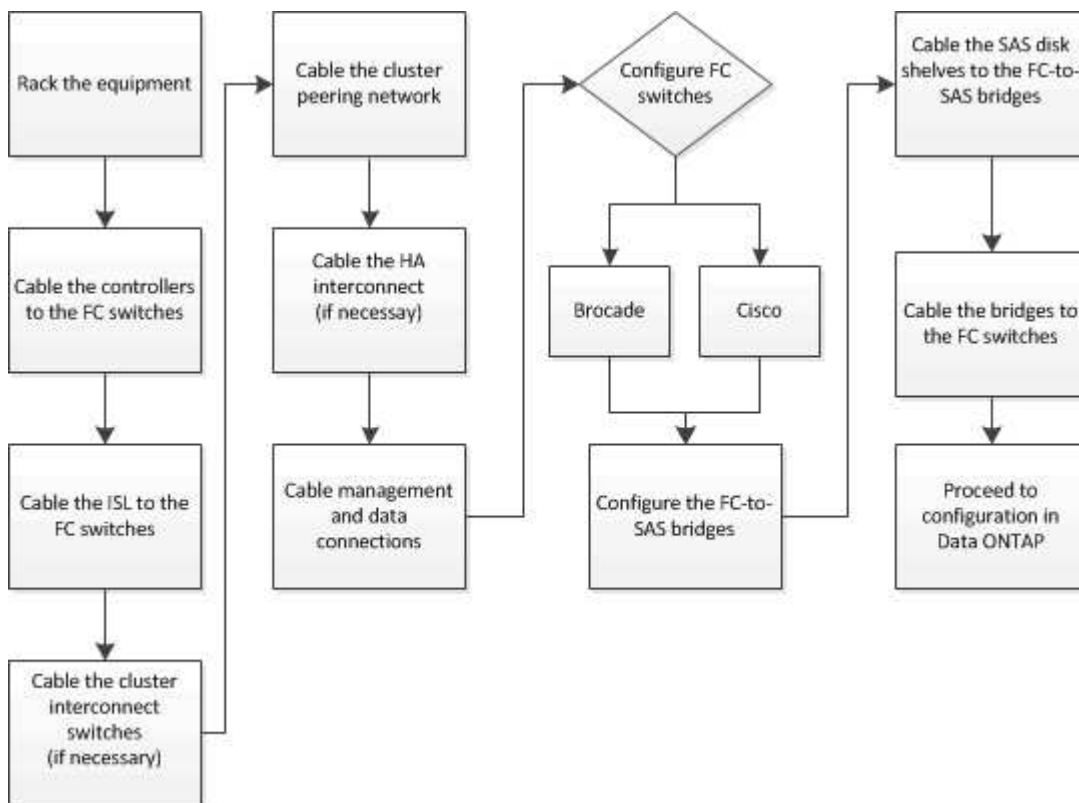 Rack the equipment
Cable the controllers
to the FC switches
Cable the ISL to the
FC switches
Cable the cluster
interconnect
switches
(if necessary)
Cable the cluster
peering network
Cable the HA
interconnect
(if necessay)
Cable management
and data
connections
Configure FC
switches
Brocade
Cisco
Configure the FC-to-
SAS bridges
Cable the SAS disk
shelves to the FC-to-
SAS bridges
Cable the bridges to
the FC switches
Proceed to
configuration in
Data ONTAP